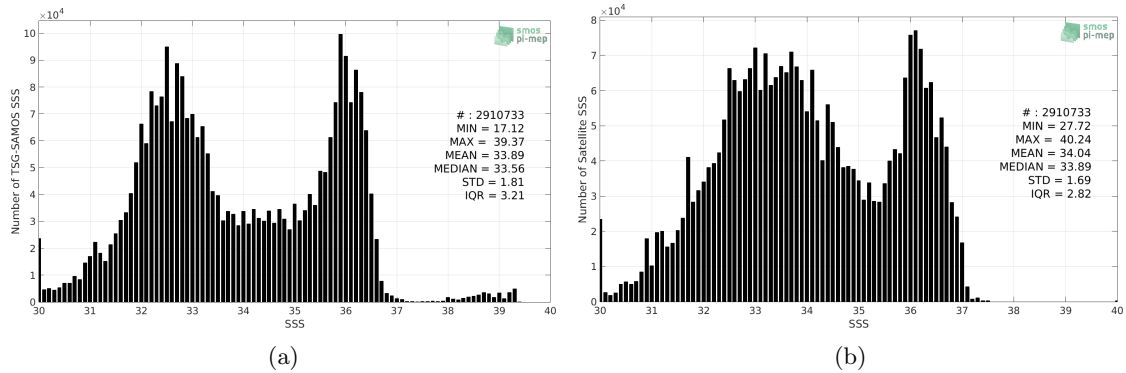 ×10⁴
smos
pi-mep
Number of TSG-SAMOS SSS
10
9
8
7
6
5
4
3
2
1
0
# : 2910733
MIN = 17.12
MAX = 39.37
MEAN = 33.89
MEDIAN = 33.56
STD = 1.81
IQR = 3.21
30 31 32 33 34 35 36 37 38 39 40
SSS
(a)
×10⁴
smos
pi-mep
Number of Satellite SSS
8
7
6
5
4
3
2
1
0
# : 2910733
MIN = 27.72
MAX = 40.24
MEAN = 34.04
MEDIAN = 33.89
STD = 1.69
IQR = 2.82
30 31 32 33 34 35 36 37 38 39 40
SSS
(b)